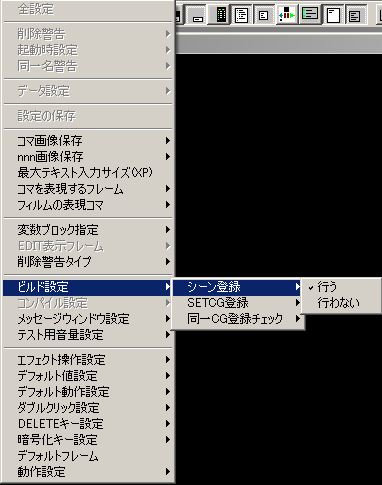 全設定
削除警告
起動時設定
同一名警告
データ設定
設定の保存
コマ画像保存
nnn画像保存
最大テキスト入力サイズ(XP)
コマを表現するフレーム
フィルムの表現コマ
変数ブロック指定
EDIT表示フレーム
削除警告タイプ
ビルド設定
コンパイル設定
メッセージウィンドウ設定
テスト用音量設定
エフェクト操作設定
デフォルト値設定
デフォルト動作設定
ダブルクリック設定
DELETEキー設定
暗号化キー設定
デフォルトフレーム
動作設定
シーン登録
SETCG登録
同一CG登録チェック
行う
行わない